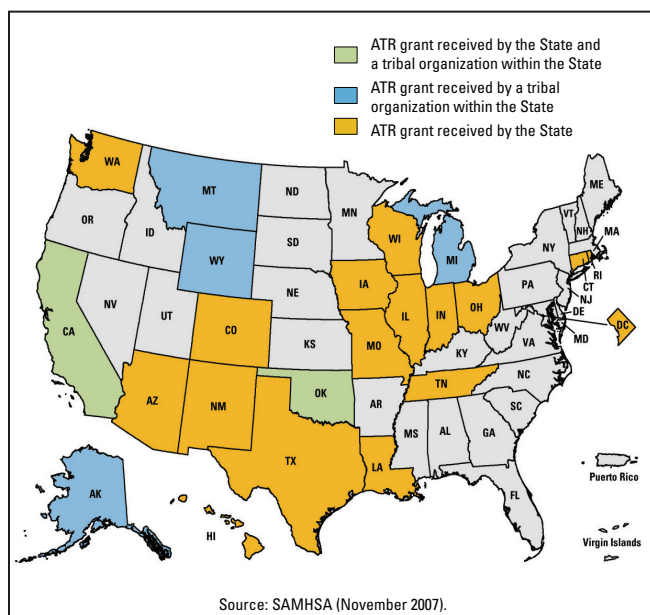 ATR grant received by the State and
a tribal organization within the State
ATR grant received by a tribal
organization within the State
ATR grant received by the State
WA
MT
ND
MN
ME
OR
ID
SD
WI
MI
NY
VT
NH
MA
RI
CT
NJ
WY
NE
IA
PA
DE
MD
DC
NV
UT
CO
KS
MO
IL
IN
OH
WV
VA
KY
CA
AZ
NM
OK
AR
TN
NC
SC
TX
LA
MS
AL
GA
FL
AK
HI
Puerto Rico
Virgin Islands
Source: SAMHSA (November 2007).